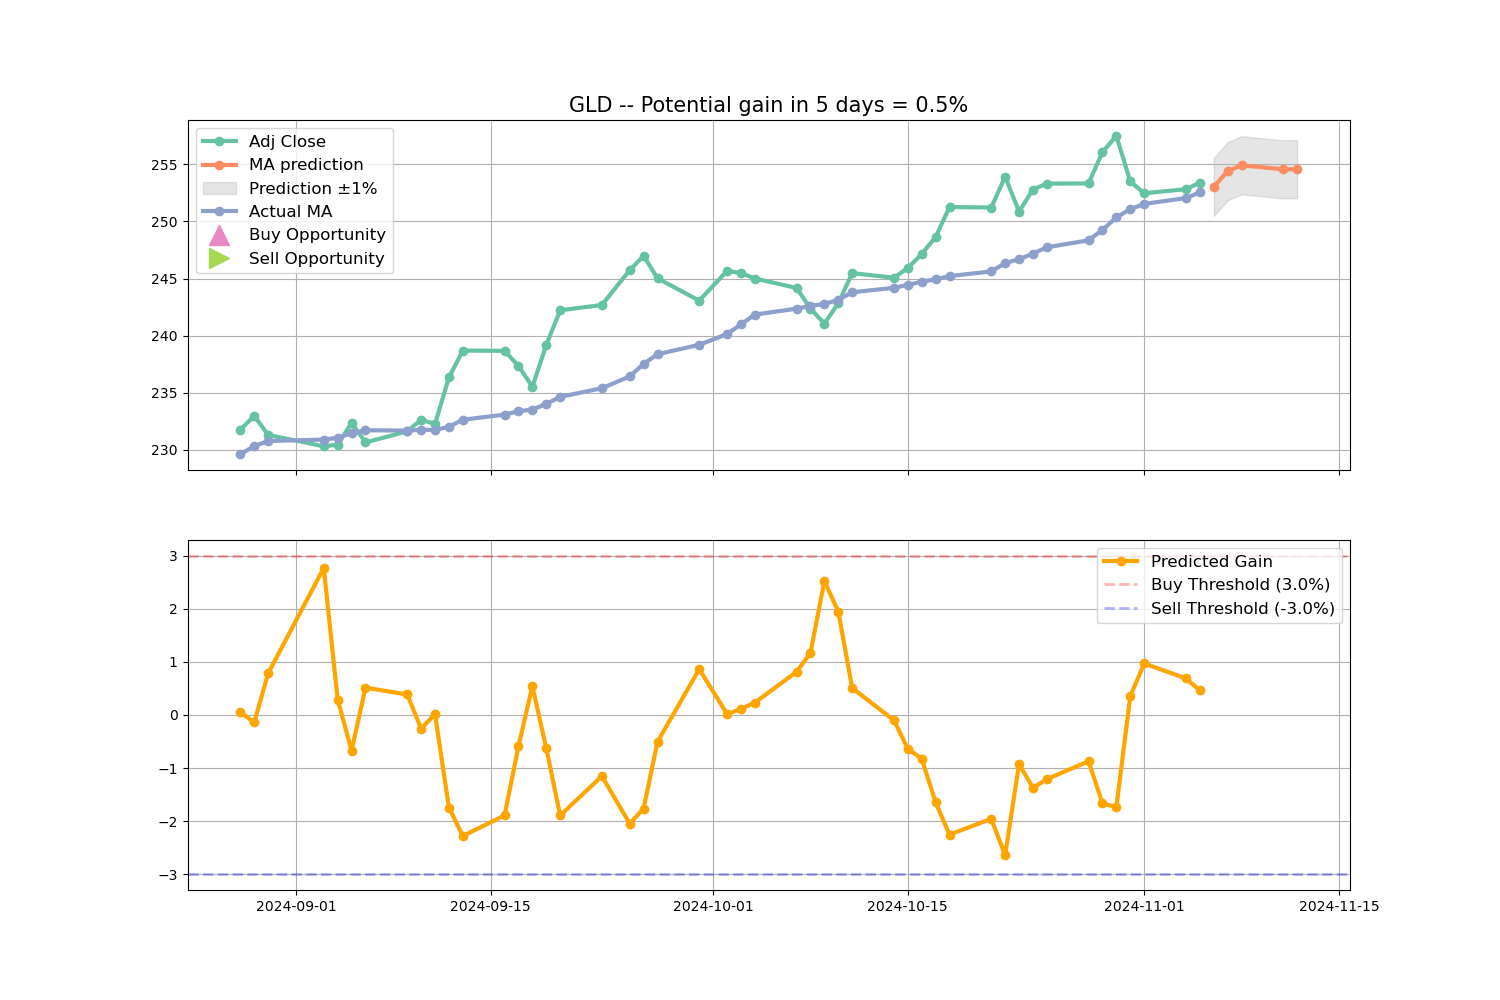 GLD -- Potential gain in 5 days = 0.5%
Adj Close
MA prediction
Prediction ±1%
Actual MA
Buy Opportunity
Sell Opportunity
255
250
245
240
235
230
Predicted Gain
Buy Threshold (3.0%)
Sell Threshold (-3.0%)
3
2
1
0
−1
−2
−3
2024-09-01
2024-09-15
2024-10-01
2024-10-15
2024-11-01
2024-11-15